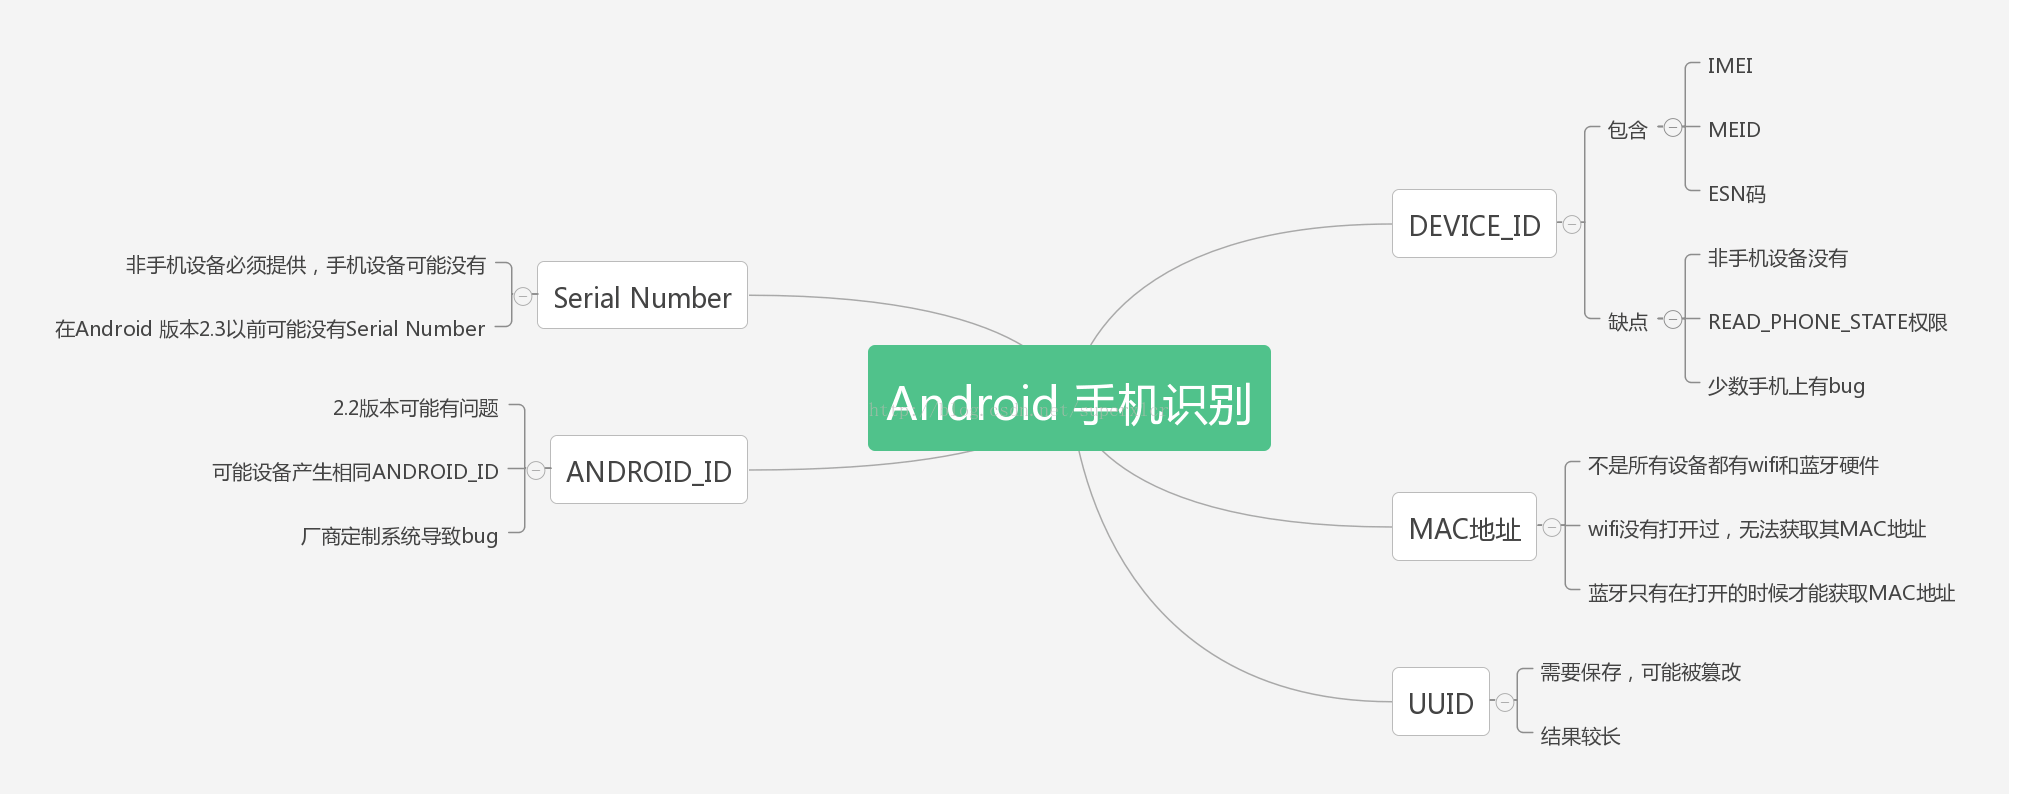 Android 手机识别
DEVICE_ID
包含
IMEI
MEID
ESN码
缺点
非手机设备没有
READ_PHONE_STATE权限
少数手机上有bug
MAC地址
不是所有设备都有wifi和蓝牙硬件
wifi没有打开过，无法获取其MAC地址
蓝牙只有在打开的时候才能获取MAC地址
UUID
需要保存，可能被篡改
结果较长
Serial Number
非手机设备必须提供，手机设备可能没有
在Android 版本2.3以前可能没有Serial Number
ANDROID_ID
2.2版本可能有问题
可能设备产生相同ANDROID_ID
厂商定制系统导致bug